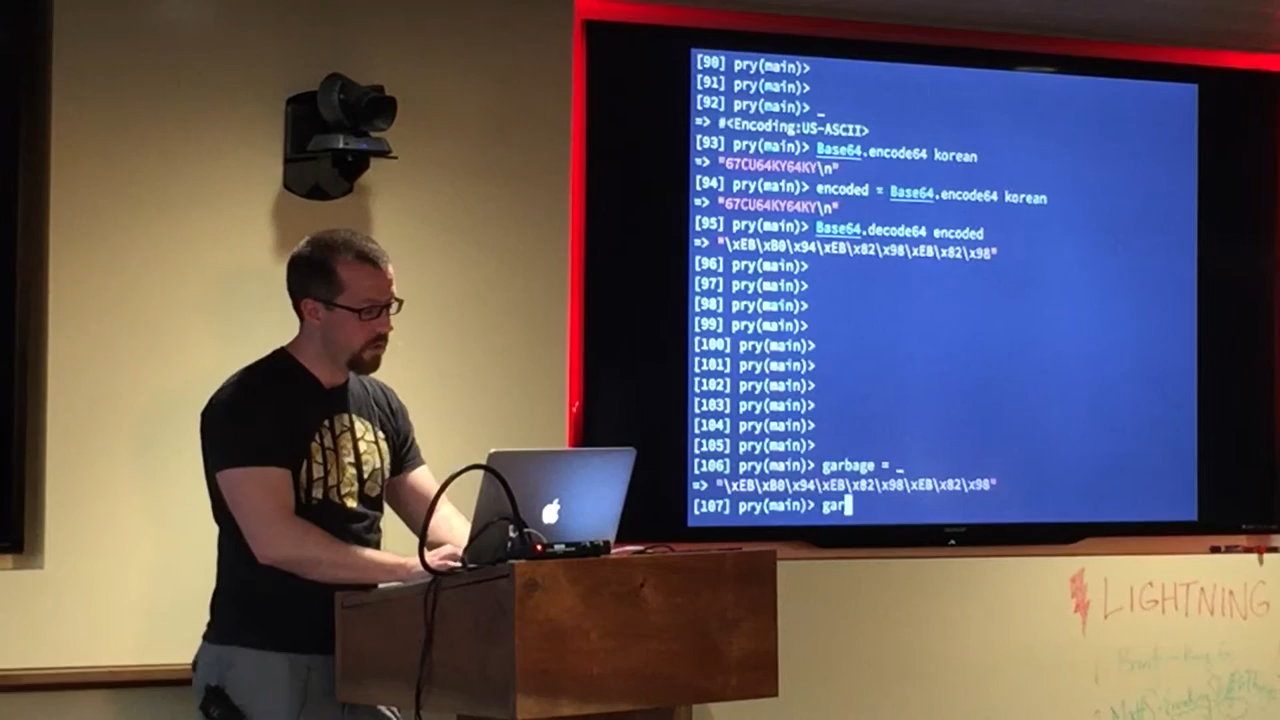 [90] pry(main)>
[91] pry(main)>
[92] pry(main)> _
=> #<Encoding:US-ASCII>
[93] pry(main)> Base64.encode64 korean
=> "67CU64KY64KY\n"
[94] pry(main)> encoded = Base64.encode64 korean
=> "67CU64KY64KY\n"
[95] pry(main)> Base64.decode64 encoded
=> "\xEB\xB0\x94\xEB\x82\x98\xEB\x82\x98"
[96] pry(main)>
[97] pry(main)>
[98] pry(main)>
[99] pry(main)>
[100] pry(main)>
[101] pry(main)>
[102] pry(main)>
[103] pry(main)>
[104] pry(main)>
[105] pry(main)>
[106] pry(main)> garbage = _
=> "\xEB\xB0\x94\xEB\x82\x98\xEB\x82\x98"
[107] pry(main)> gar
LIGHTNING